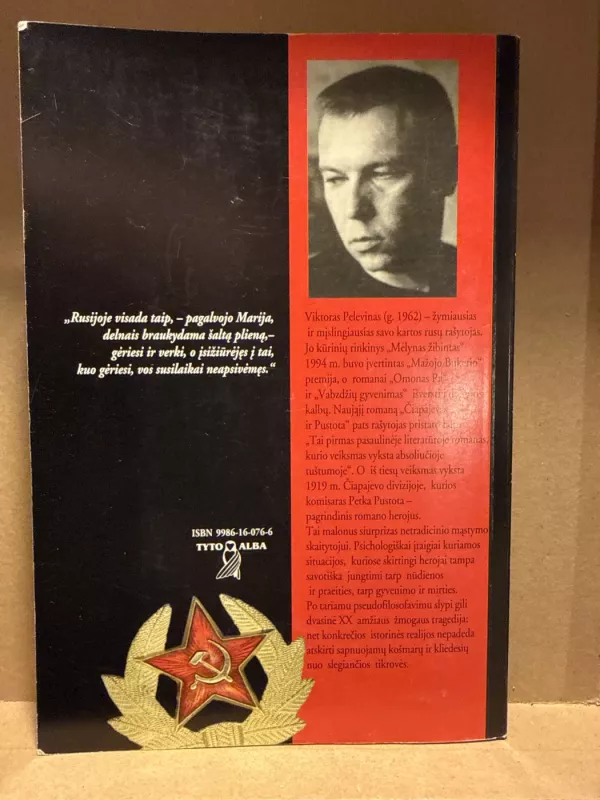 „Rusijoje visada taip, – pagalvojo Marija,
delnais braukydama šaltą plieną,–
gėriesi ir verki, o įsižiūrėjęs į tai,
kuo gėriesi, vos susilaikai neapsivėmęs.“
ISBN 9986-16-076-6
TYTO ALBA
Viktoras Pelevinas (g. 1962) – žymiausias
ir mįslingiausias savo kartos rusų rašytojas.
Jo kūrinių rinkinys „Mėlynas žibintas“
1994 m. buvo įvertintas „Mažojo Bukerio“
premija, o romanai „Omonas
ir „Vabzdžių gyvenimas“
kalbų. Naująjį romaną „Čiapajev
ir Pustota“ pats rašytojas
„Tai pirmas pasaulinėje literatūroje romanas,
kurio veiksmas vyksta absoliučioje
tuštumoje“. O iš tiesų veiksmas vyksta
1919 m. Čiapajevo divizijoje, kurios
komisaras Petka Pustota –
pagrindinis romano herojus.
Tai malonus siurprizas netradicinio mąstymo
skaitytojui. Psichologiškai įtaigiai kuriamos
situacijos, kuriose skirtingi herojai tampa
savotiška jungtimi tarp nūdienos
ir praeities, tarp gyvenimo ir mirties.
Po tariamu pseudofilosofavimu slypi gili
dvasinė XX amžiaus žmogaus tragedija:
net konkrečios istorinės realijos nepadeda
atskirti sapnuojamų košmarų ir kliedesių
nuo slegiančios tikrovės.